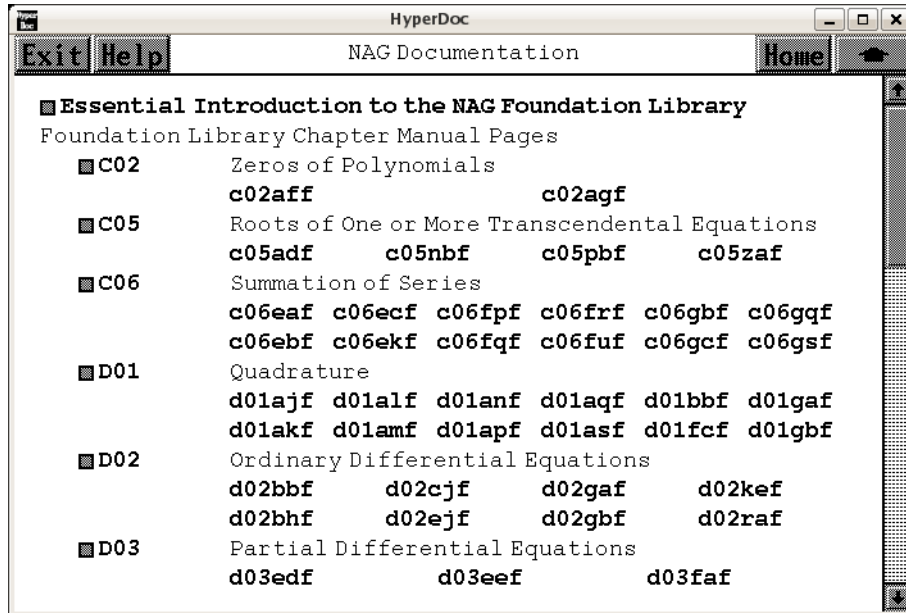 Hyper Doc
HyperDoc
Exit Help NAG Documentation Home
Essential Introduction to the NAG Foundation Library
Foundation Library Chapter Manual Pages
C02 Zeros of Polynomials
c02aff c02agf
C05 Roots of One or More Transcendental Equations
c05adf c05nbf c05pbf c05zaf
C06 Summation of Series
c06eaf c06ecf c06fpf c06frf c06gbf c06gqf
c06ebf c06ekf c06fqf c06fuf c06gcf c06gsf
D01 Quadrature
d01ajf d01alf d01anf d01aqf d01bbf d01gaf
d01akf d01amf d01apf d01asf d01fcf d01gbf
D02 Ordinary Differential Equations
d02bbf d02cjf d02gaf d02kef
d02bhf d02ejf d02gbf d02raf
D03 Partial Differential Equations
d03edf d03eef d03faf